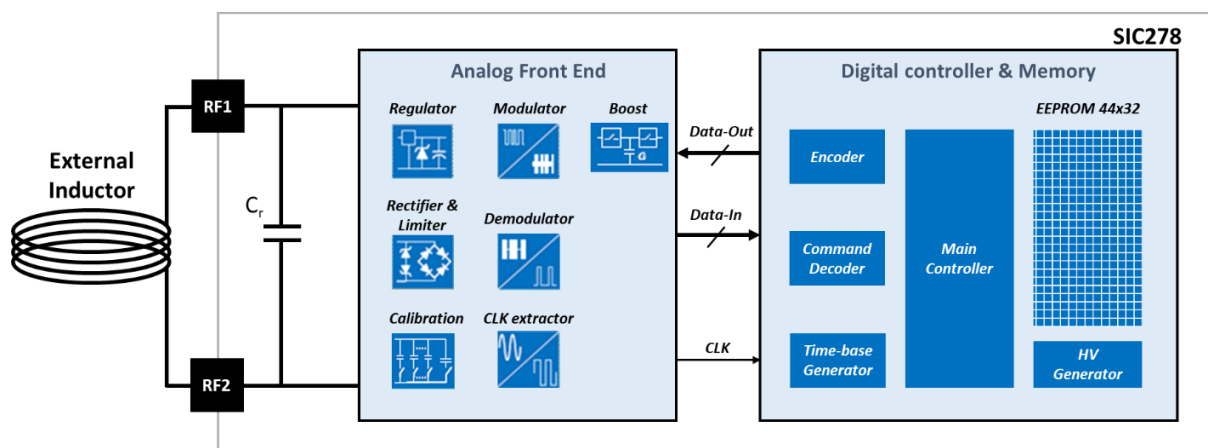 SIC278
Analog Front End
Digital controller & Memory
Regulator
Modulator
Boost
EEPROM 44x32
RF1
Data-Out
Encoder
External
Inductor
Cr
Rectifier &
Limiter
Demodulator
Data-In
Command
Decoder
Main
Controller
Calibration
CLK extractor
CLK
Time-base
Generator
HV
Generator
RF2